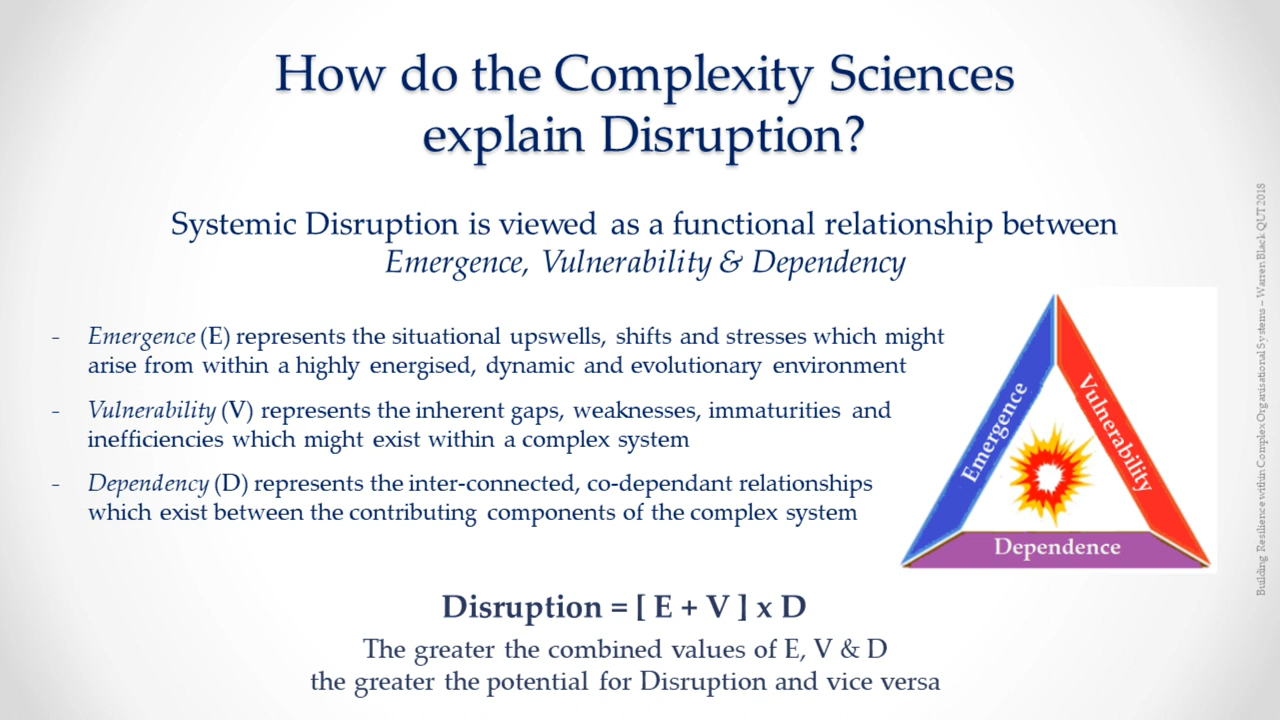 How do the Complexity Sciences
explain Disruption?
Systemic Disruption is viewed as a functional relationship between
Emergence, Vulnerability & Dependency
- Emergence (E) represents the situational upswells, shifts and stresses which might
arise from within a highly energised, dynamic and evolutionary environment
- Vulnerability (V) represents the inherent gaps, weaknesses, immaturities and
inefficiencies which might exist within a complex system
- Dependency (D) represents the inter-connected, co-dependant relationships
which exist between the contributing components of the complex system
Emergence
Vulnerability
Dependence
Disruption = [ E + V ] x D
The greater the combined values of E, V & D
the greater the potential for Disruption and vice versa
Building Resilience within Complex Organisational Systems – Warren Black QUT 2018